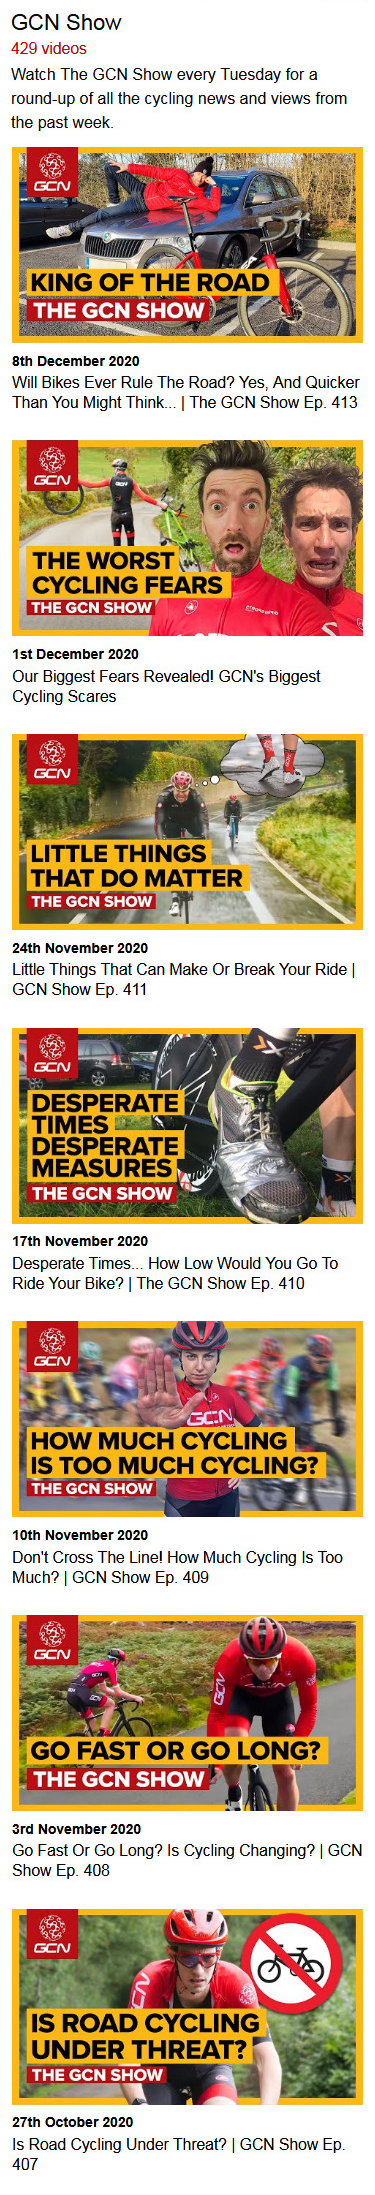 GCN Show
429 videos
Watch The GCN Show every Tuesday for a
round-up of all the cycling news and views from
the past week.
GCN
KING OF THE ROAD
THE GCN SHOW
8th December 2020
Will Bikes Ever Rule The Road? Yes, And Quicker
Than You Might Think... | The GCN Show Ep. 413
GCN
GCN
THE WORST
CYCLING FEARS
THE GCN SHOW
1st December 2020
Our Biggest Fears Revealed! GCN's Biggest
Cycling Scares
GCN
LITTLE THINGS
THAT DO MATTER
THE GCN SHOW
24th November 2020
Little Things That Can Make Or Break Your Ride |
GCN Show Ep. 411
GCN
DESPERATE
TIMES
DESPERATE
MEASURES
THE GCN SHOW
17th November 2020
Desperate Times... How Low Would You Go To
Ride Your Bike? | The GCN Show Ep. 410
GCN
GCN
HOW MUCH CYCLING
IS TOO MUCH CYCLING?
THE GCN SHOW
10th November 2020
Don't Cross The Line! How Much Cycling Is Too
Much? | GCN Show Ep. 409
GCN
GCN
GO FAST OR GO LONG?
THE GCN SHOW
3rd November 2020
Go Fast Or Go Long? Is Cycling Changing? | GCN
Show Ep. 408
GCN
IS ROAD CYCLING
UNDER THREAT?
THE GCN SHOW
27th October 2020
Is Road Cycling Under Threat? | GCN Show Ep.
407